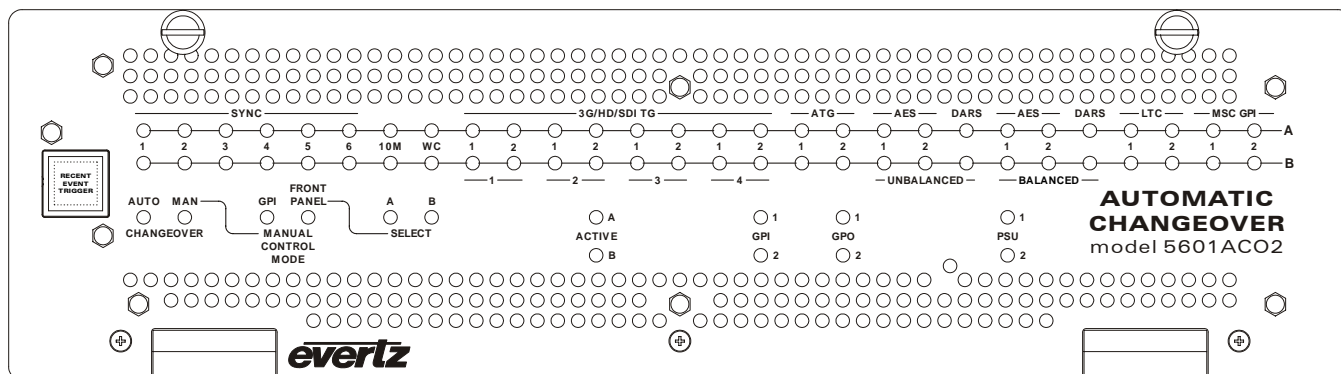 SYNC 3G/HD/SDI TG ATG AES DARS AES DARS LTC MSC GPI
A
1 2 3 4 5 6 10M WC 1 2 1 2 1 2 1 2 1 2 1 2 1 2 1 2 1 2
B
1 2 3 4 UNBALANCED BALANCED
RECENT
EVENT
TRIGGER
AUTO MAN GPI FRONT
PANEL A B
CHANGEOVER MANUAL
CONTROL
MODE
SELECT
A
ACTIVE
B
1
GPI
2
1
GPO
2
1
PSU
2
AUTOMATIC
CHANGEOVER
model 5601ACO2
evertz